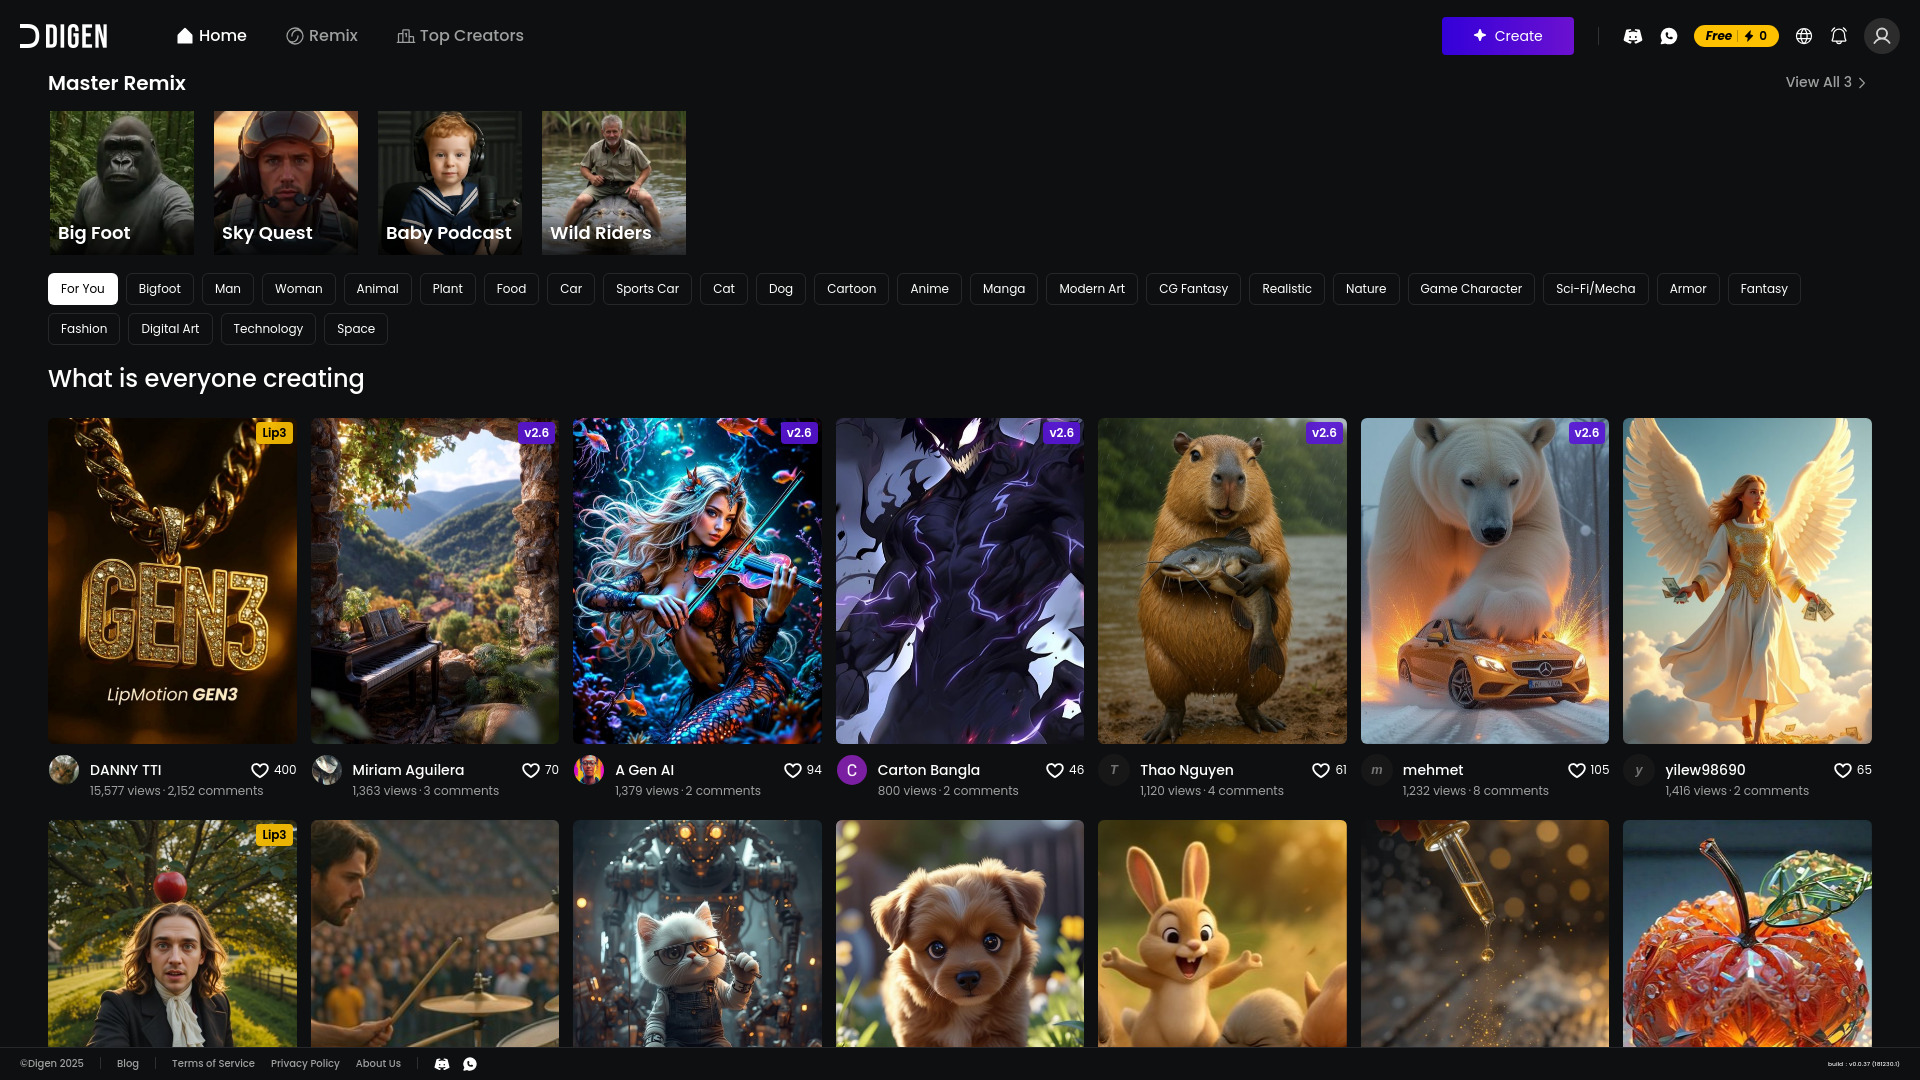 DIGEN
Home
Remix
Top Creators
Create
Free
0
Master Remix
View All 3
Big Foot
Sky Quest
Baby Podcast
Wild Riders
For You
Bigfoot
Man
Woman
Animal
Plant
Food
Car
Sports Car
Cat
Dog
Cartoon
Anime
Manga
Modern Art
CG Fantasy
Realistic
Nature
Game Character
Sci-Fi/Mecha
Armor
Fantasy
Fashion
Digital Art
Technology
Space
What is everyone creating
Lip3
GEN3
LipMotion GEN3
v2.6
v2.6
v2.6
v2.6
v2.6
DANNY TTI
400
15,577 views · 2,152 comments
Miriam Aguilera
70
1,363 views · 3 comments
A Gen AI
94
1,379 views · 2 comments
C
Carton Bangla
46
800 views · 2 comments
T
Thao Nguyen
61
1,120 views · 4 comments
m
mehmet
105
1,232 views · 8 comments
y
yilew98690
65
1,416 views · 2 comments
Lip3
©Digen 2025
Blog
Terms of Service
Privacy Policy
About Us
build : v0.0.37 (181230.1)